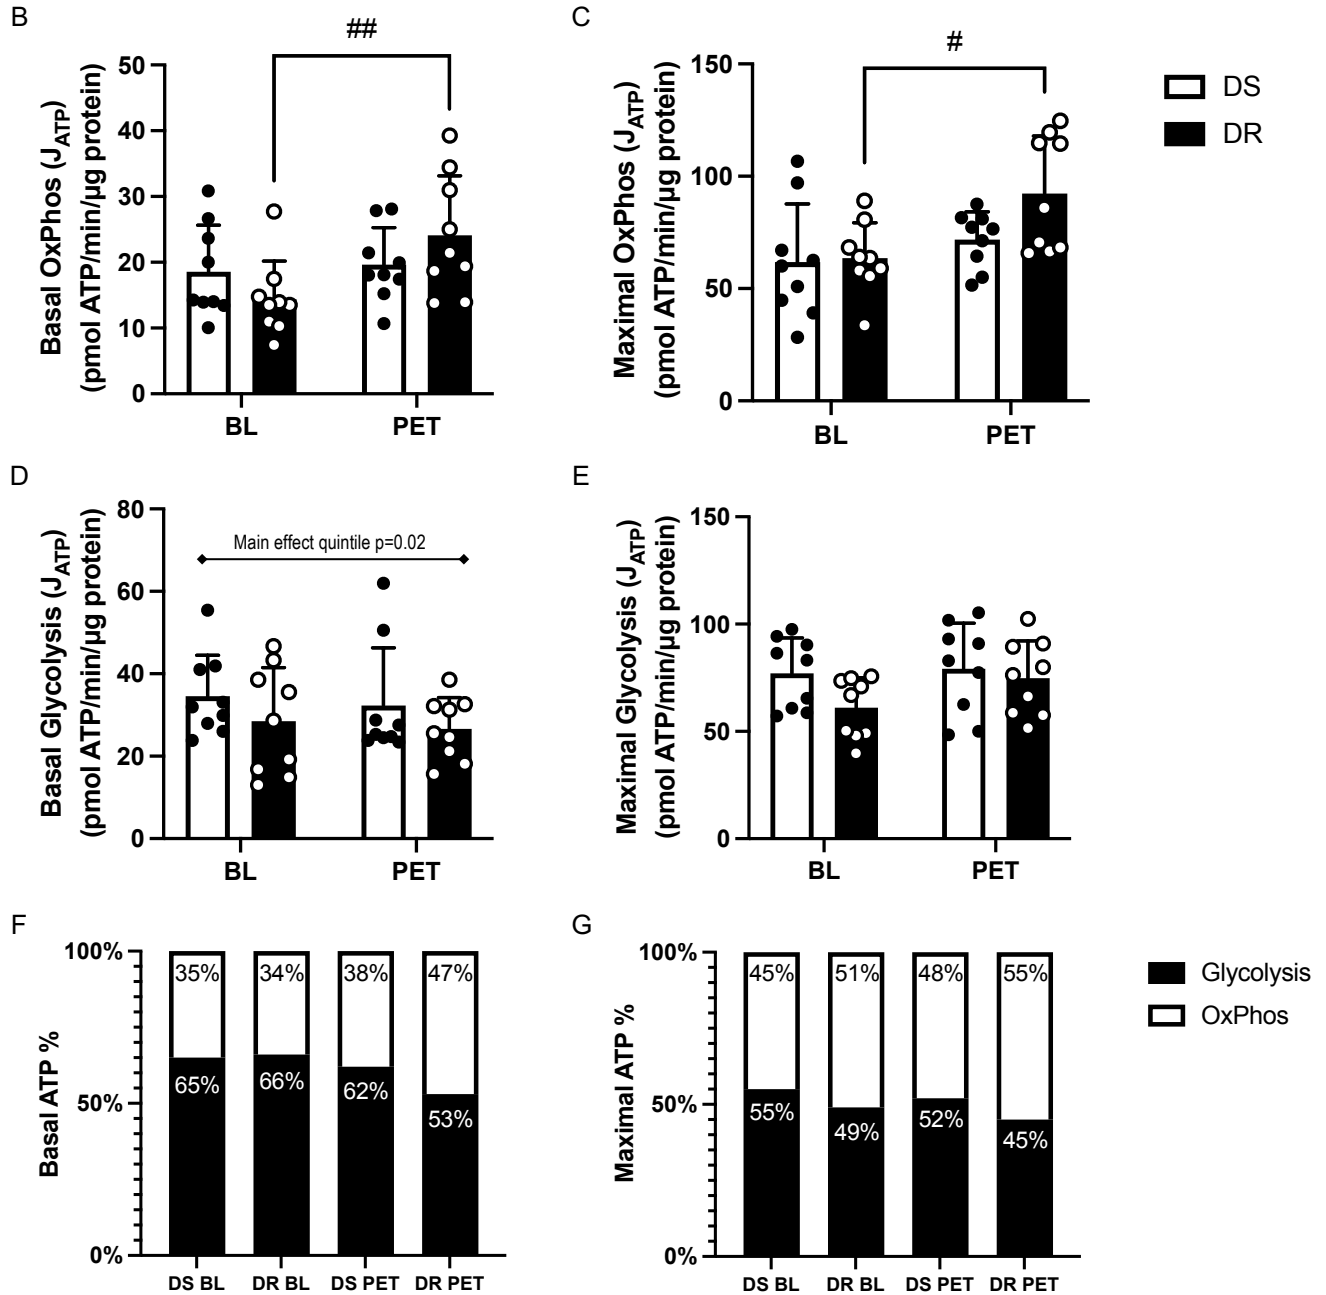 B
##
Basal OxPhos (J_ATP)
(pmol ATP/min/µg protein)
50
40
30
20
10
0
BL
PET
C
#
Maximal OxPhos (J_ATP)
(pmol ATP/min/µg protein)
150
100
50
0
BL
PET
DS
DR
D
Basal Glycolysis (J_ATP)
(pmol ATP/min/µg protein)
80
60
40
20
0
Main effect quintile p=0.02
BL
PET
E
Maximal Glycolysis (J_ATP)
(pmol ATP/min/µg protein)
150
100
50
0
BL
PET
F
Basal ATP %
100%
50%
0%
35%
34%
38%
47%
65%
66%
62%
53%
DS BL
DR BL
DS PET
DR PET
G
Maximal ATP %
100%
50%
0%
45%
51%
48%
55%
55%
49%
52%
45%
DS BL
DR BL
DS PET
DR PET
Glycolysis
OxPhos